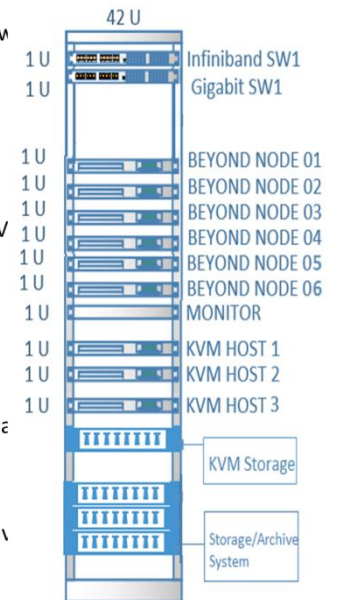 42 U
1 U Infiniband SW1
1 U Gigabit SW1
1 U BEYOND NODE 01
1 U BEYOND NODE 02
1 U BEYOND NODE 03
1 U BEYOND NODE 04
1 U BEYOND NODE 05
1 U BEYOND NODE 06
1 U MONITOR
1 U KVM HOST 1
1 U KVM HOST 2
1 U KVM HOST 3
KVM Storage
Storage/Archive
System